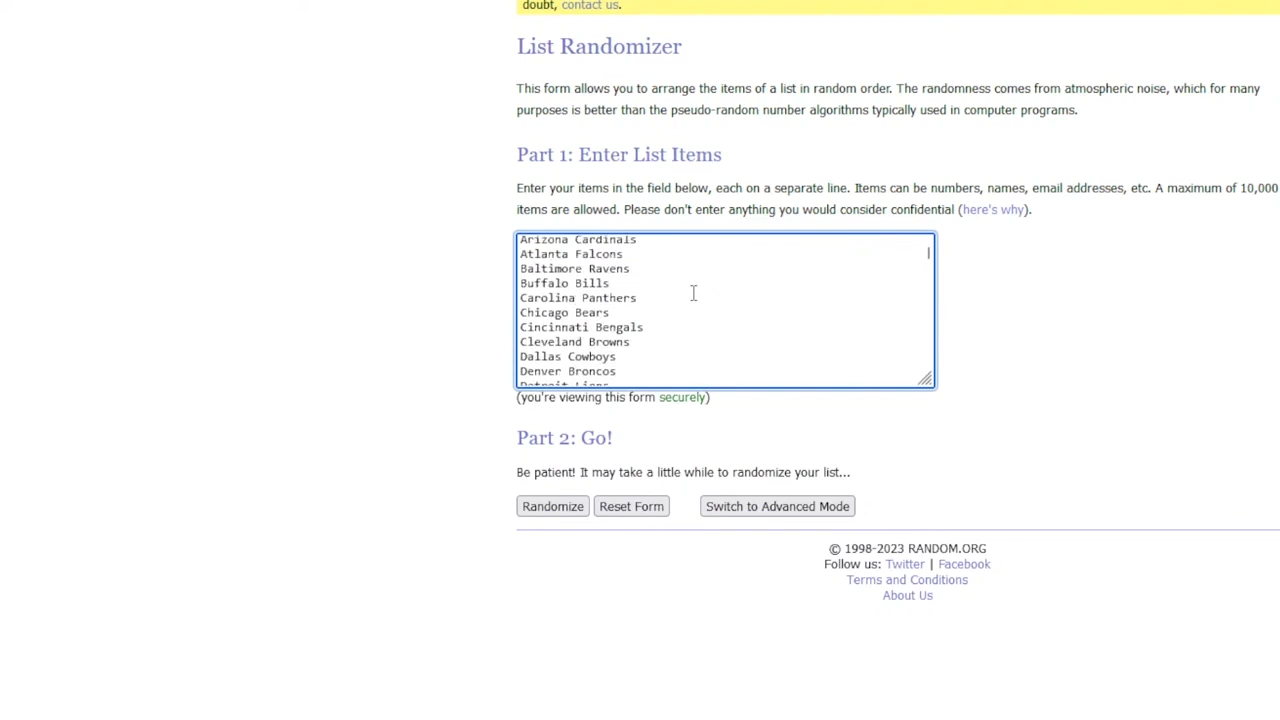 doubt, contact us.
List Randomizer
This form allows you to arrange the items of a list in random order. The randomness comes from atmospheric noise, which for many
purposes is better than the pseudo-random number algorithms typically used in computer programs.
Part 1: Enter List Items
Enter your items in the field below, each on a separate line. Items can be numbers, names, email addresses, etc. A maximum of 10,000
items are allowed. Please don't enter anything you would consider confidential (here's why).
Arizona Cardinals
Atlanta Falcons
Baltimore Ravens
Buffalo Bills
Carolina Panthers
Chicago Bears
Cincinnati Bengals
Cleveland Browns
Dallas Cowboys
Denver Broncos
Detroit Lions
(you're viewing this form securely)
Part 2: Go!
Be patient! It may take a little while to randomize your list...
Randomize Reset Form Switch to Advanced Mode
© 1998-2023 RANDOM.ORG
Follow us: Twitter | Facebook
Terms and Conditions
About Us